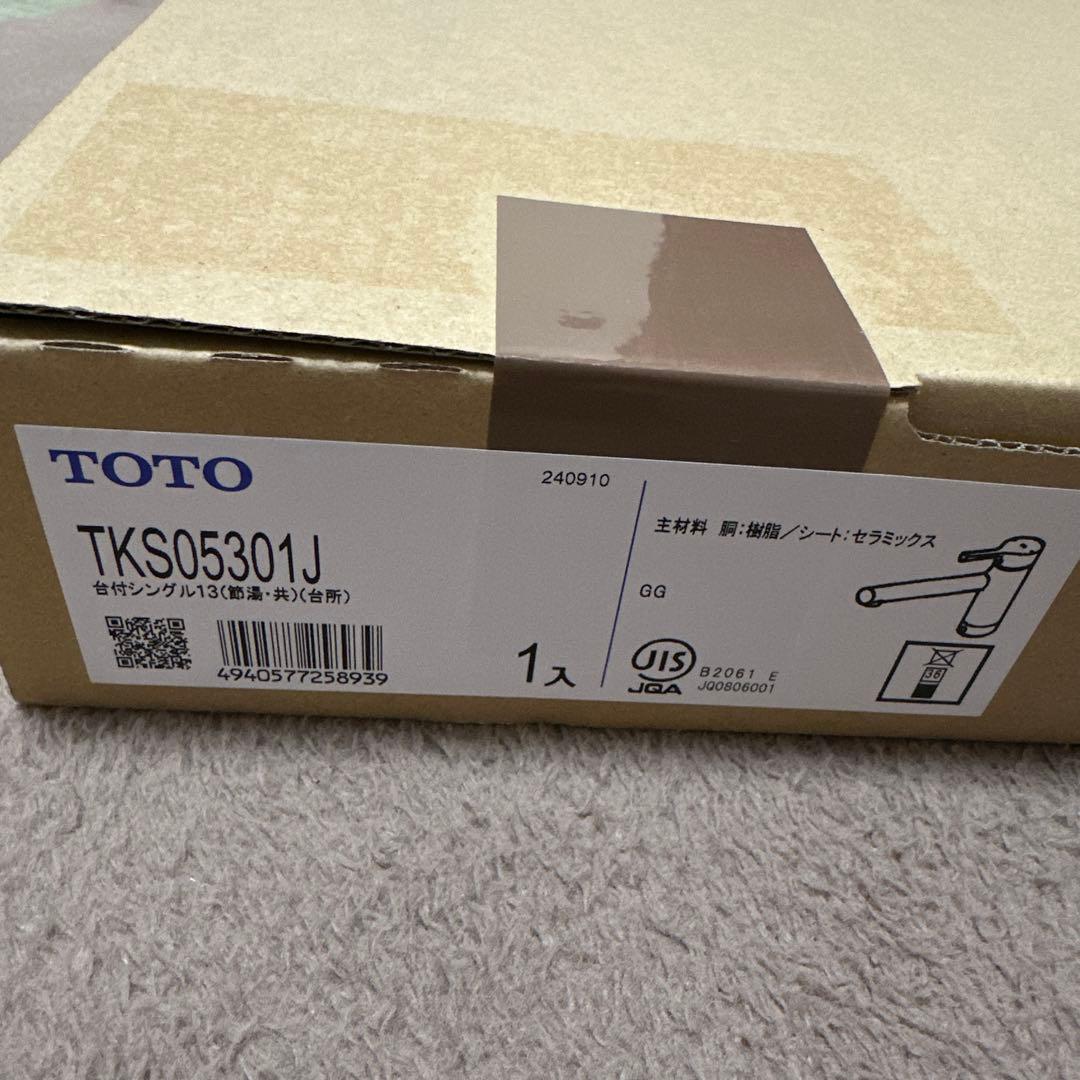 TOTO
240910
TKS05301J
台付シングル13(節湯・共)(台所)
4940577258939
1入
主材料 胴:樹脂/シート:セラミックス
GG
JIS
JQA
B2061 E
JQ0806001
38